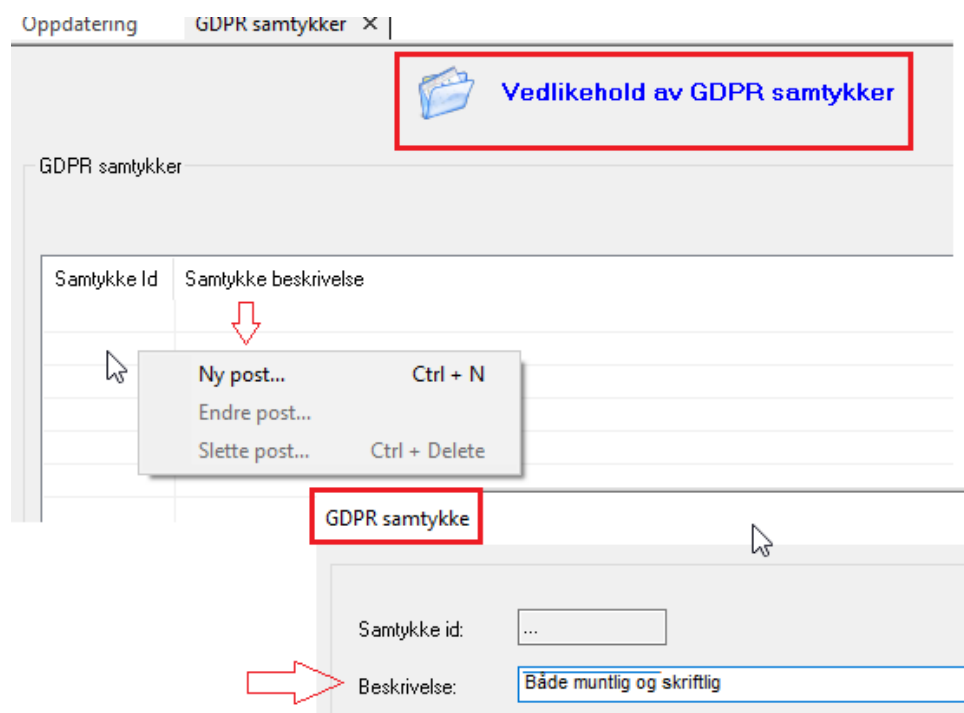 Oppdatering GDPR samtykker ×
Vedlikehold av GDPR samtykker
GDPR samtykker
Samtykke Id Samtykke beskrivelse
Ny post... Ctrl + N
Endre post...
Slette post... Ctrl + Delete
GDPR samtykke
Samtykke id: ...
Beskrivelse: Både muntlig og skriftlig